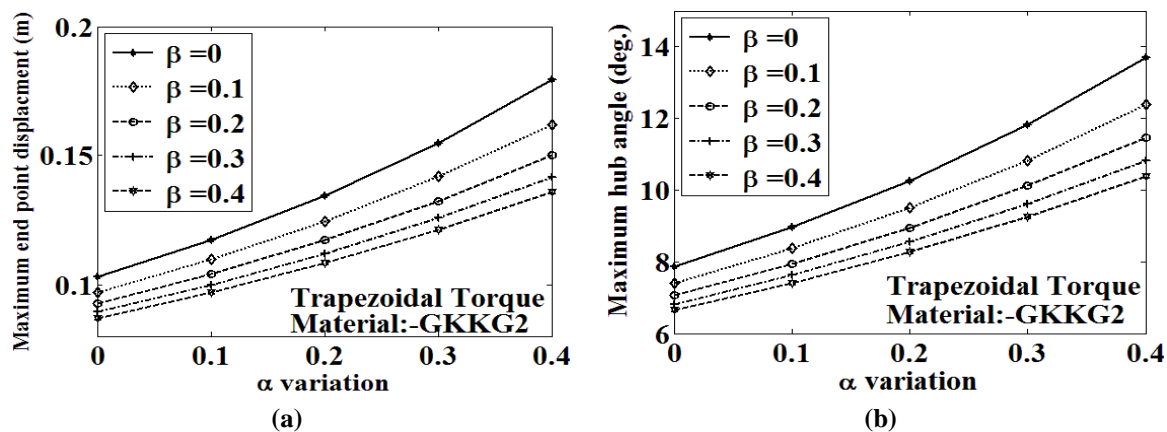 (a)
Maximum end point displacment (m)
0.2
0.15
0.1
β =0
β =0.1
β =0.2
β =0.3
β =0.4
Trapezoidal Torque
Material:-GKKG2
0 0.1 0.2 0.3 0.4
α variation
(a)
(b)
Maximum hub angle (deg.)
14
12
10
8
6
β =0
β =0.1
β =0.2
β =0.3
β =0.4
Trapezoidal Torque
Material:-GKKG2
0 0.1 0.2 0.3 0.4
α variation
(b)